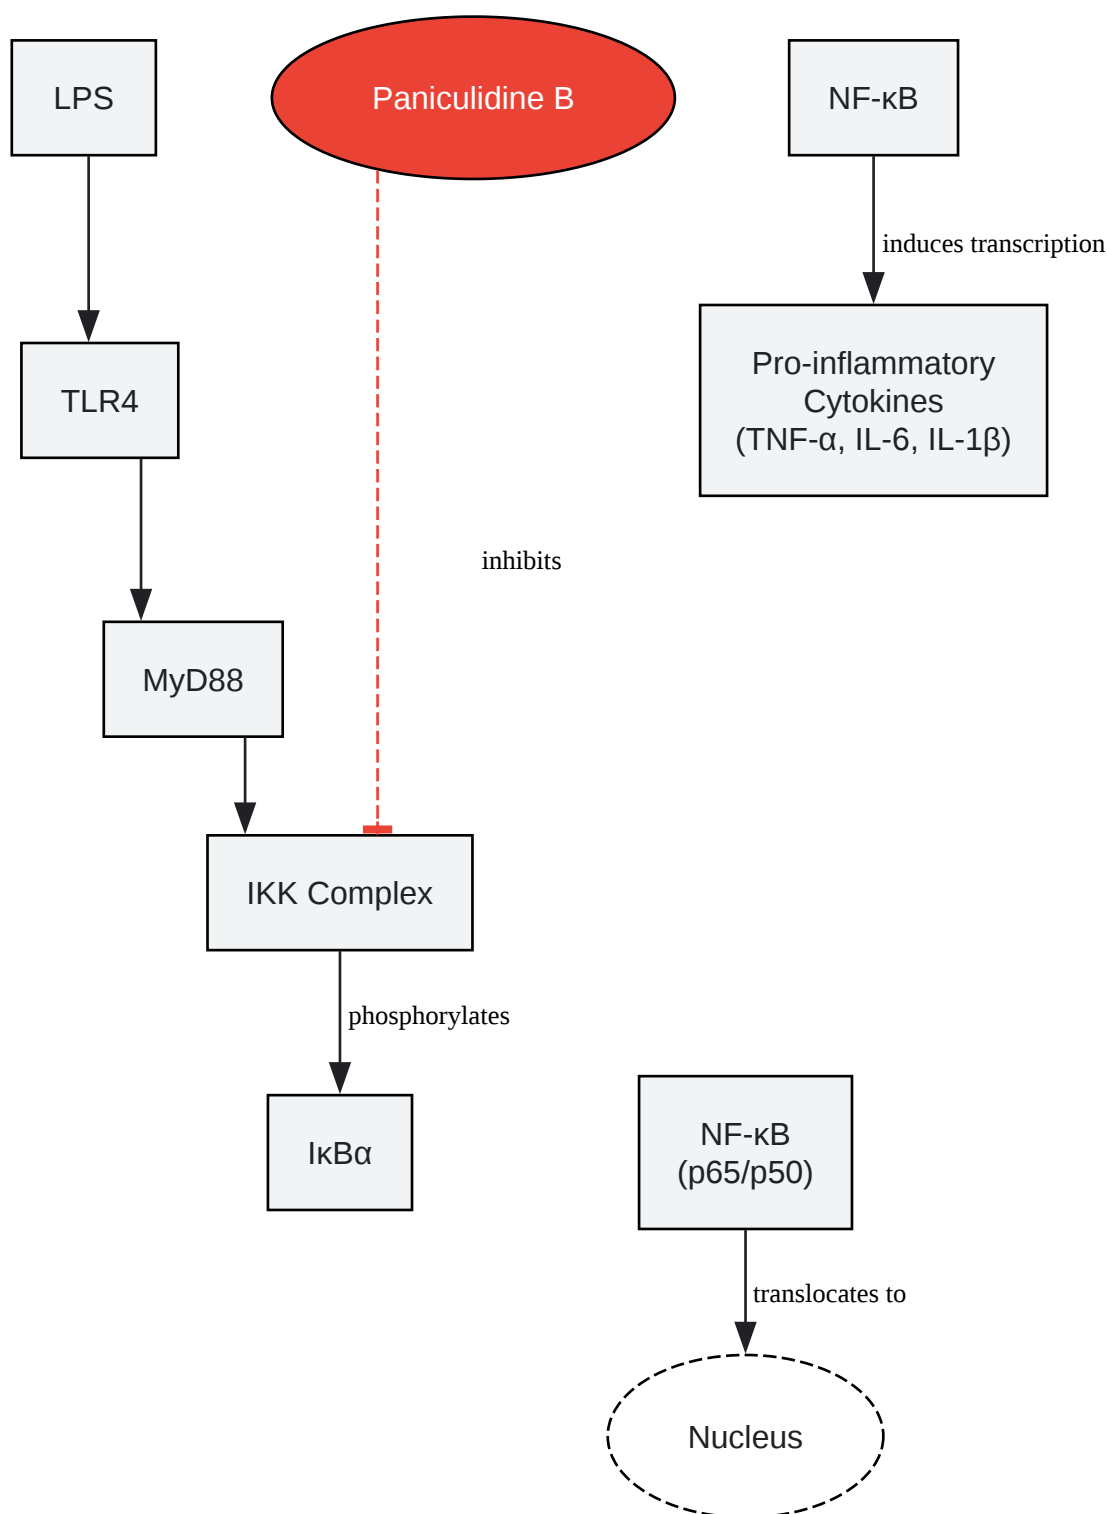 LPS
Paniculidine B
NF-κB
induces transcription
TLR4
Pro-inflammatory
Cytokines
(TNF-α, IL-6, IL-1β)
inhibits
MyD88
IKK Complex
phosphorylates
IκBα
NF-κB
(p65/p50)
translocates to
Nucleus